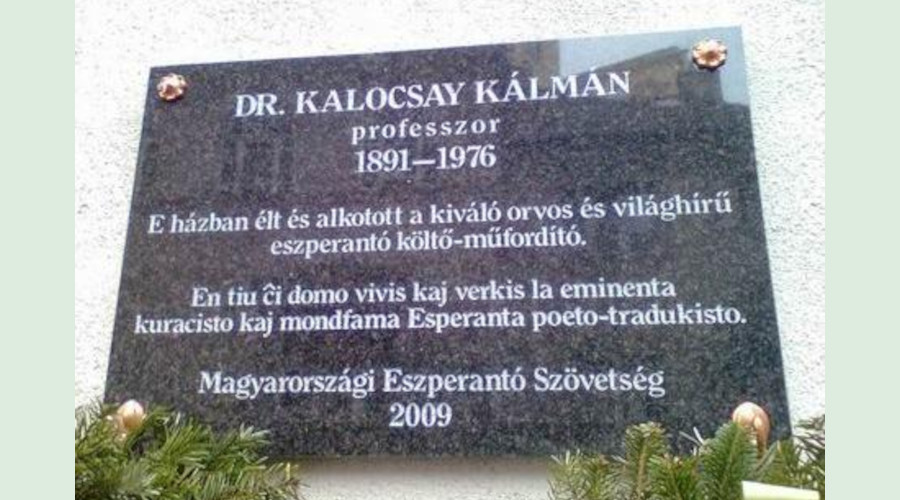 DR. KALOCSAY KÁLMÁN
professzor
1891–1976
E házban élt és alkotott a kiváló orvos és világhírű
eszperantó költő-műfordító.
En tiu ĉi domo vivis kaj verkis la eminenta
kuracisto kaj mondfama Esperanta poeto-tradukisto.
Magyarországi Eszperantó Szövetség
2009